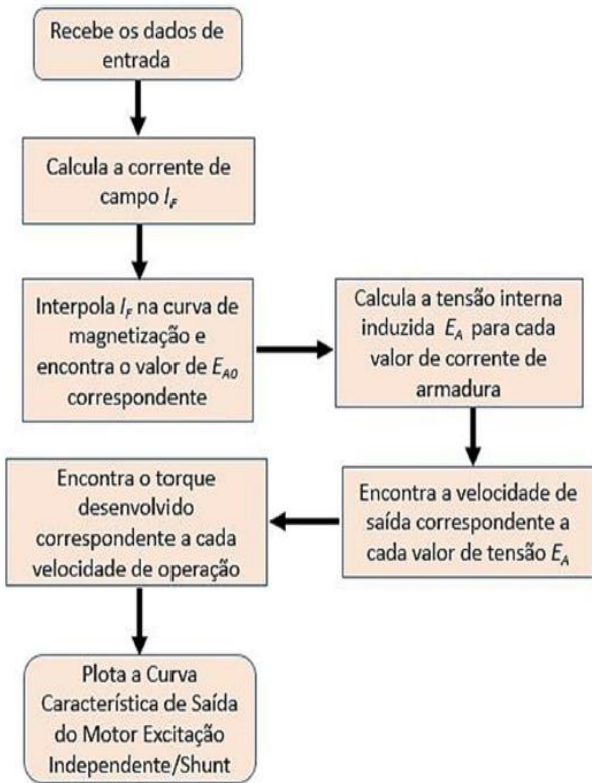 Recebe os dados de
entrada
Calcula a corrente de
campo I_F
Interpola I_F na curva de
magnetização e
encontra o valor de E_A0
correspondente
Calcula a tensão interna
induzida E_A para cada
valor de corrente de
armadura
Encontra a velocidade de
saída correspondente a
cada valor de tensão E_A
Encontra o torque
desenvolvido
correspondente a cada
velocidade de operação
Plota a Curva
Característica de Saída
do Motor Excitação
Independente/Shunt